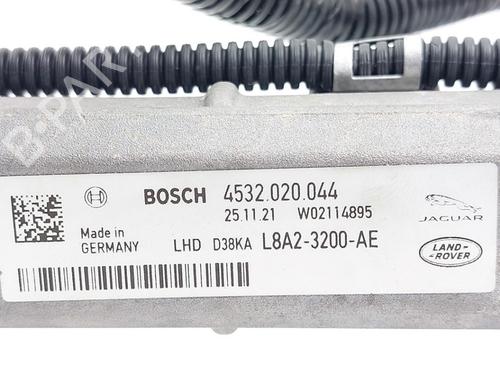 BOSCH 4532.020.044
25.11.21 W02114895
Made in
GERMANY
LHD D38KA L8A2-3200-AE
JAGUAR
LAND-
ROVER
B-PARTS